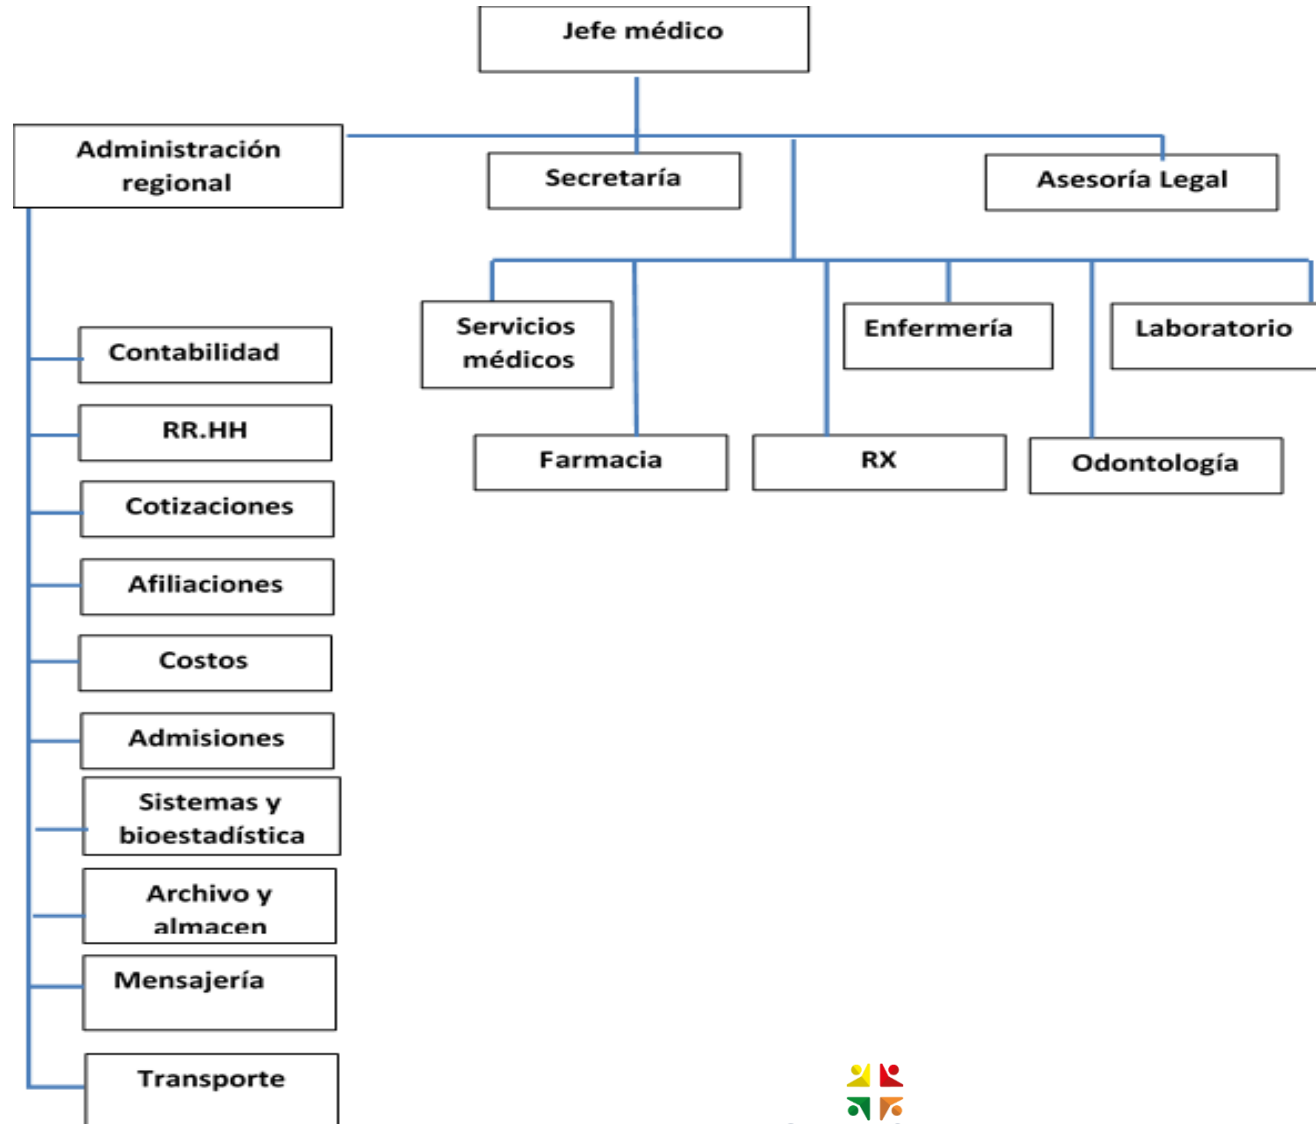 Jefe médico
Administración
regional
Secretaría
Asesoría Legal
Servicios
médicos
Enfermería
Laboratorio
Farmacia
RX
Odontología
Contabilidad
RR.HH
Cotizaciones
Afiliaciones
Costos
Admisiones
Sistemas y
bioestadística
Archivo y
almacen
Mensajería
Transporte